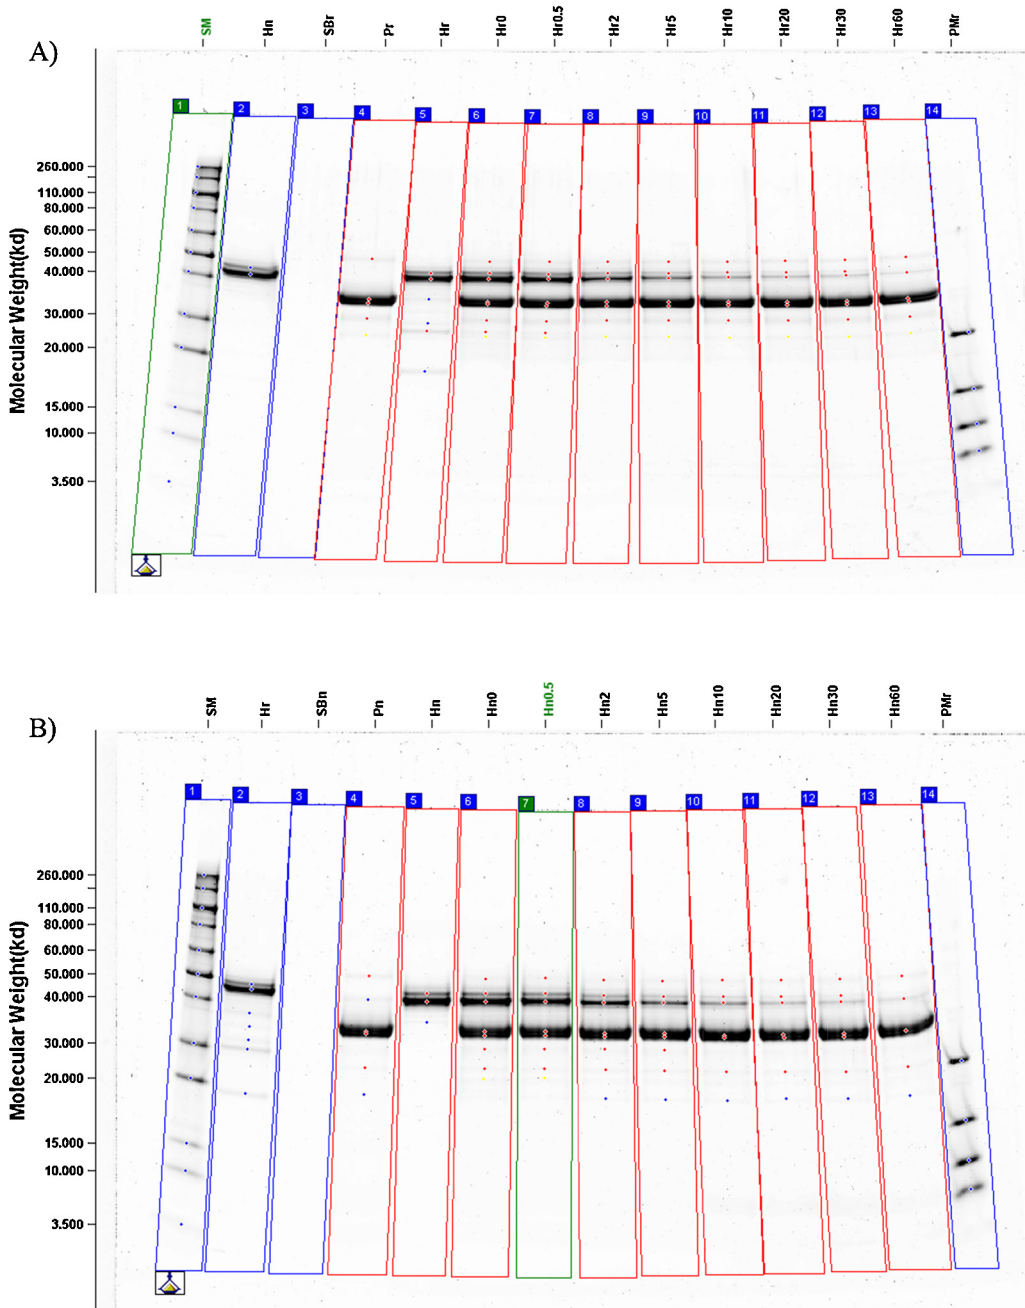 A)
SM Hn SBr Pr Hr Hr0 Hr0.5 Hr2 Hr5 Hr10 Hr20 Hr30 Hr60 PMr
1 2 3 4 5 6 7 8 9 10 11 12 13 14
Molecular Weight(kd)
260.000
110.000
80.000
60.000
50.000
40.000
30.000
20.000
15.000
10.000
3.500
B)
SM Hr SBn Pn Hn Hn0 Hn0.5 Hn2 Hn5 Hn10 Hn20 Hn30 Hn60 PMr
1 2 3 4 5 6 7 8 9 10 11 12 13 14
Molecular Weight(kd)
260.000
110.000
80.000
60.000
50.000
40.000
30.000
20.000
15.000
10.000
3.500